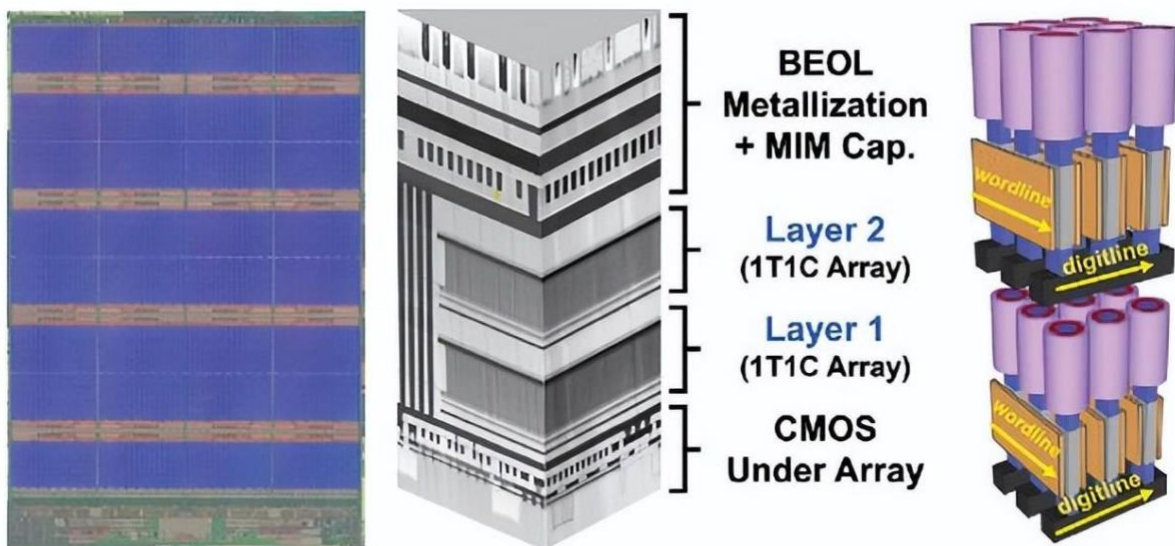 BEOL
Metallization
+ MIM Cap.
Layer 2
(1T1C Array)
Layer 1
(1T1C Array)
CMOS
Under Array
wordline
digitline
wordline
digitline